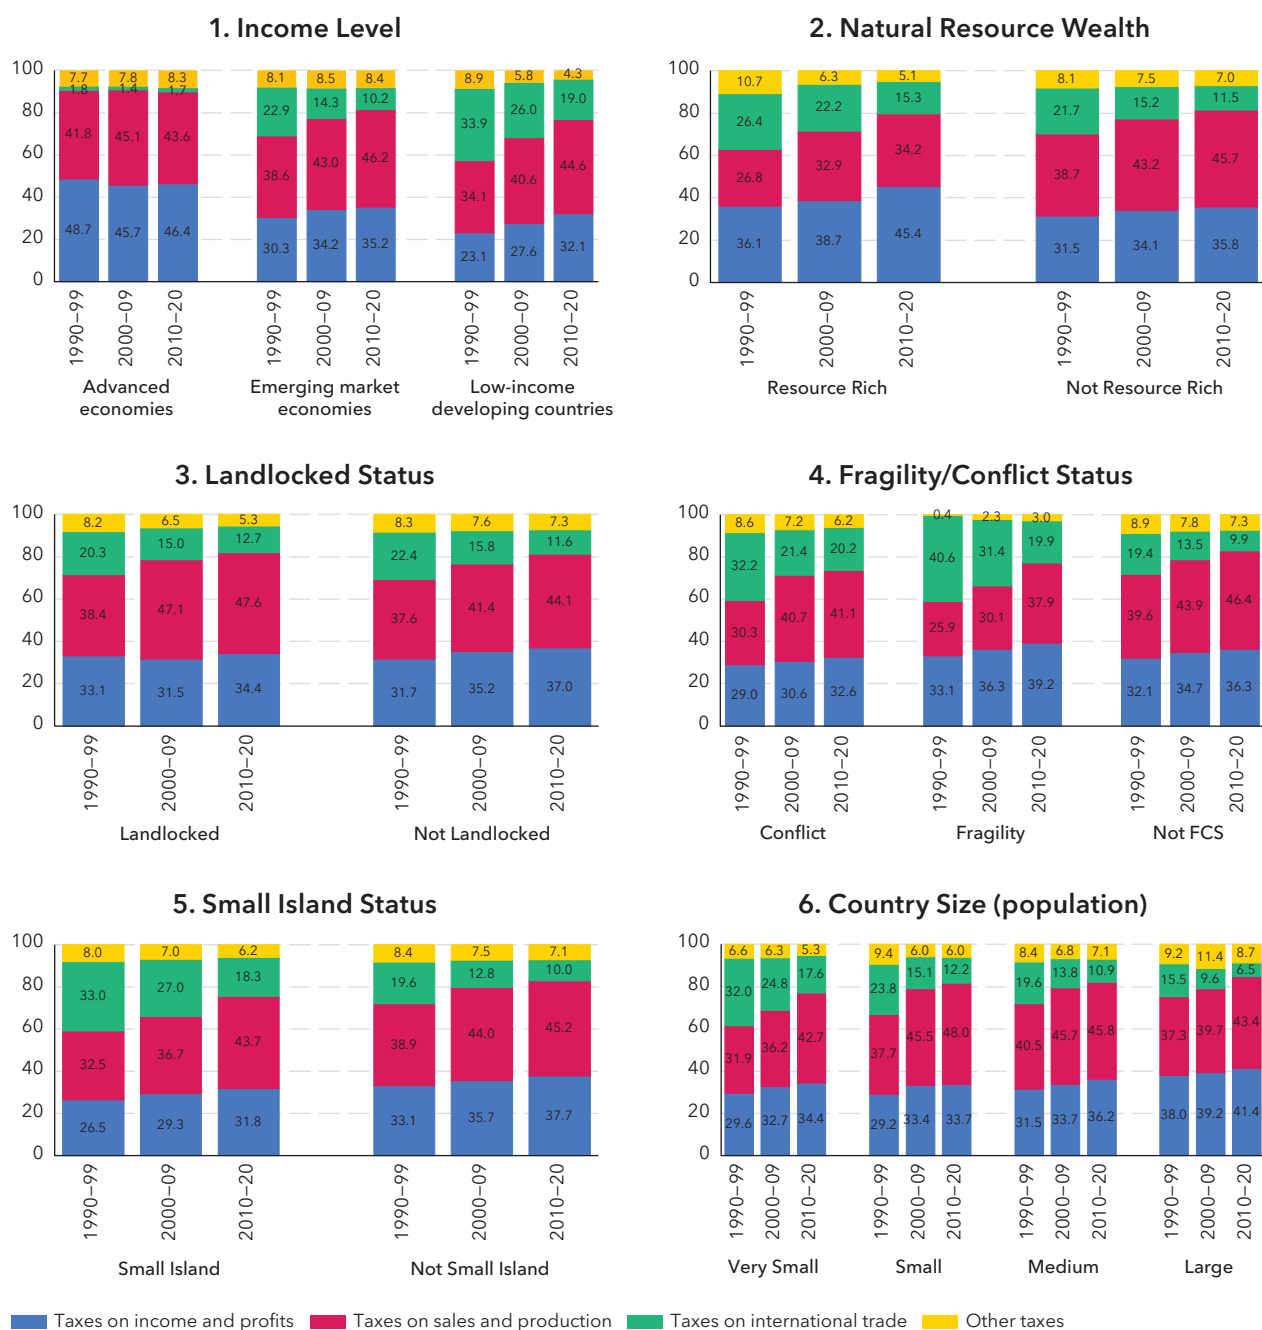 1. Income Level
100
80
60
40
20
0
7.7 7.8 8.3 8.1 8.5 8.4 8.9 5.8 4.3
1.8 1.4 1.7 22.9 14.3 10.2 33.9 26.0 19.0
41.8 45.1 43.6 38.6 43.0 46.2 34.1 40.6 44.6
48.7 45.7 46.4 30.3 34.2 35.2 23.1 27.6 32.1
1990–99 2000–09 2010–20 1990–99 2000–09 2010–20 1990–99 2000–09 2010–20
Advanced economies
Emerging market economies
Low-income developing countries
2. Natural Resource Wealth
100
80
60
40
20
0
10.7 6.3 5.1 8.1 7.5 7.0
26.4 22.2 15.3 21.7 15.2 11.5
26.8 32.9 34.2 38.7 43.2 45.7
36.1 38.7 45.4 31.5 34.1 35.8
1990–99 2000–09 2010–20 1990–99 2000–09 2010–20
Resource Rich Not Resource Rich
3. Landlocked Status
100
80
60
40
20
0
8.2 6.5 5.3 8.3 7.6 7.3
20.3 15.0 12.7 22.4 15.8 11.6
38.4 47.1 47.6 37.6 41.4 44.1
33.1 31.5 34.4 31.7 35.2 37.0
1990–99 2000–09 2010–20 1990–99 2000–09 2010–20
Landlocked Not Landlocked
4. Fragility/Conflict Status
100
80
60
40
20
0
8.6 7.2 6.2 0.4 2.3 3.0 8.9 7.8 7.3
32.2 21.4 20.2 40.6 31.4 19.9 19.4 13.5 9.9
30.3 40.7 41.1 25.9 30.1 37.9 39.6 43.9 46.4
29.0 30.6 32.6 33.1 36.3 39.2 32.1 34.7 36.3
1990–99 2000–09 2010–20 1990–99 2000–09 2010–20 1990–99 2000–09 2010–20
Conflict Fragility Not FCS
5. Small Island Status
100
80
60
40
20
0
8.0 7.0 6.2 8.4 7.5 7.1
33.0 27.0 18.3 19.6 12.8 10.0
32.5 36.7 43.7 38.9 44.0 45.2
26.5 29.3 31.8 33.1 35.7 37.7
1990–99 2000–09 2010–20 1990–99 2000–09 2010–20
Small Island Not Small Island
6. Country Size (population)
100
80
60
40
20
0
6.6 6.3 5.3 9.4 6.0 6.0 8.4 6.8 7.1 9.2 11.4 8.7
32.0 24.8 17.6 23.8 15.1 12.2 19.6 13.8 10.9 15.5 9.6 6.5
31.9 36.2 42.7 37.7 45.5 48.0 40.5 45.7 45.8 37.3 39.7 43.4
29.6 32.7 34.4 29.2 33.4 33.7 31.5 33.7 36.2 38.0 39.2 41.4
1990–99 2000–09 2010–20 1990–99 2000–09 2010–20 1990–99 2000–09 2010–20 1990–99 2000–09 2010–20
Very Small Small Medium Large
Taxes on income and profits Taxes on sales and production Taxes on international trade Other taxes